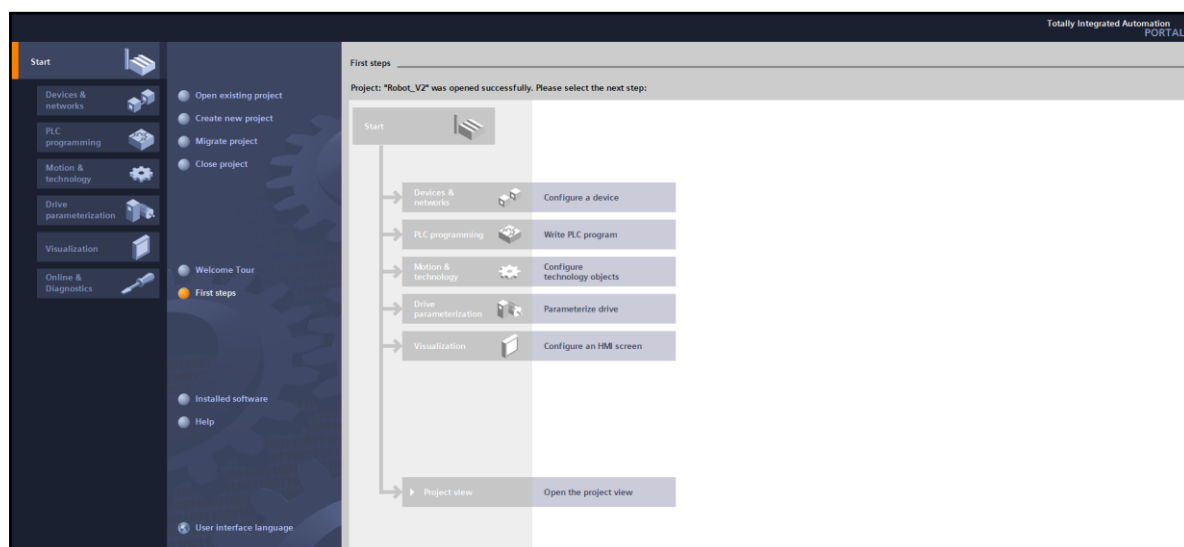 Totally Integrated Automation
PORTAL
Start
Devices &
networks
PLC
programming
Motion &
technology
Drive
parameterization
Visualization
Online &
Diagnostics
Open existing project
Create new project
Migrate project
Close project
Welcome Tour
First steps
Installed software
Help
User interface language
First steps
Project: "Robot_V2" was opened successfully. Please select the next step:
Start
Devices &
networks
Configure a device
PLC programming
Write PLC program
Motion &
technology
Configure
technology objects
Drive
parameterization
Parameterize drive
Visualization
Configure an HMI screen
Project view
Open the project view